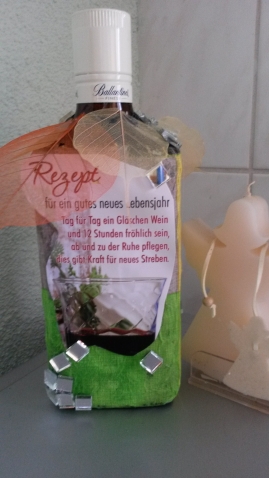 Ballantine's
Rezept
für ein gutes neues Lebensjahr
Tag für Tag ein Gläschen Wein
und 12 Stunden fröhlich sein,
ab und zu der Ruhe pflegen,
dies gibt Kraft für neues Streben.